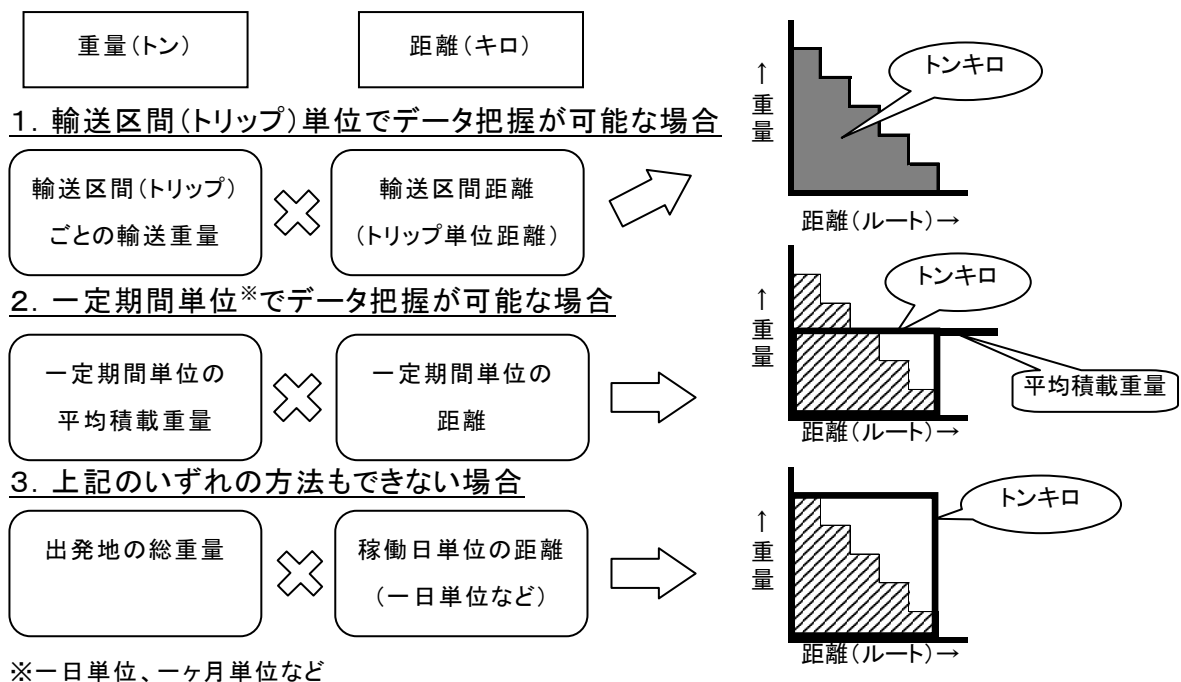 重量(トン)
距離(キロ)
↑重量
トンキロ
距離(ルート)→
1. 輸送区間(トリップ)単位でデータ把握が可能な場合
輸送区間(トリップ)
ごとの輸送重量
輸送区間距離
(トリップ単位距離)
2. 一定期間単位※でデータ把握が可能な場合
一定期間単位の
平均積載重量
一定期間単位の
距離
↑重量
トンキロ
平均積載重量
距離(ルート)→
3. 上記のいずれの方法もできない場合
出発地の総重量
稼働日単位の距離
(一日単位など)
↑重量
トンキロ
距離(ルート)→
※一日単位、一ヶ月単位など